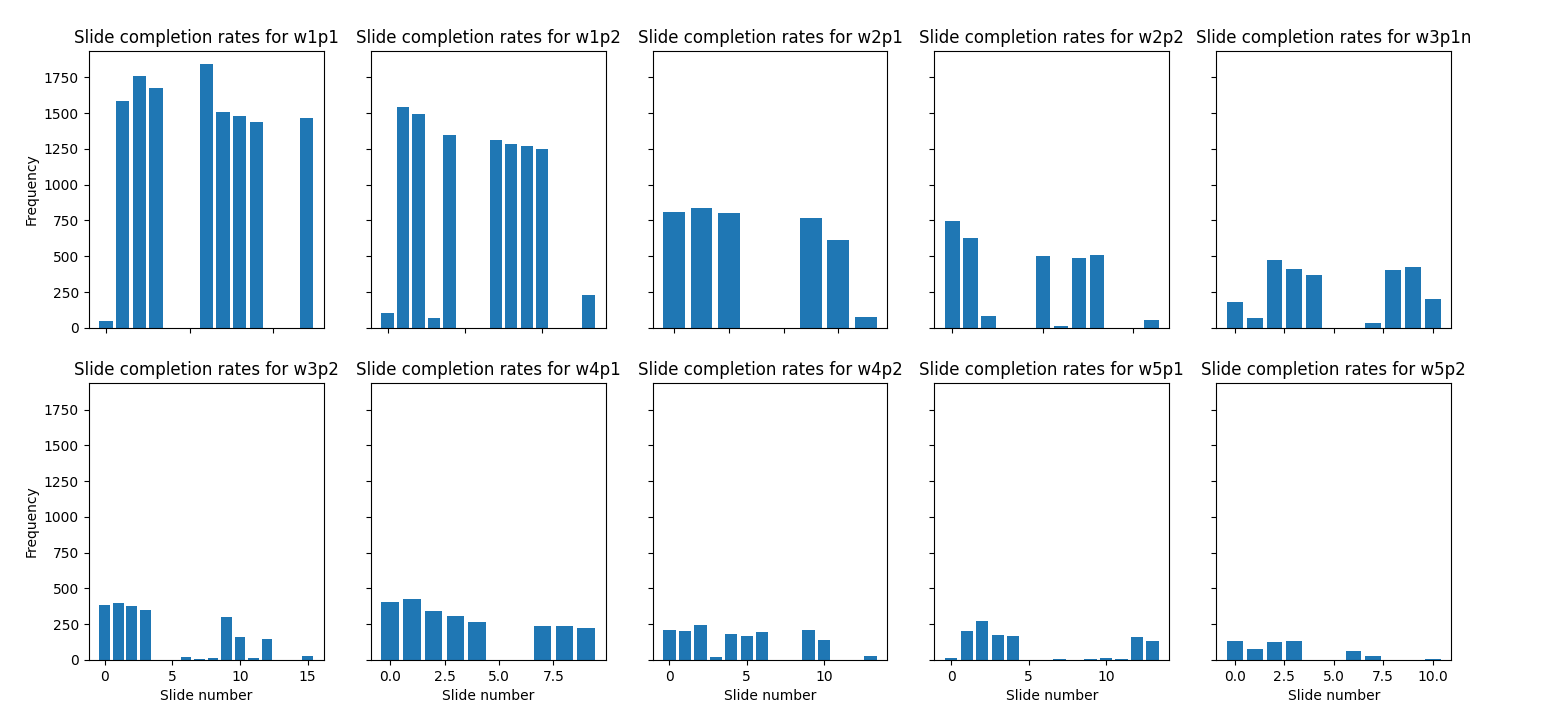 Slide completion rates for w1p1
Slide completion rates for w1p2
Slide completion rates for w2p1
Slide completion rates for w2p2
Slide completion rates for w3p1n
Frequency
1750
1500
1250
1000
750
500
250
0
Slide completion rates for w3p2
Slide completion rates for w4p1
Slide completion rates for w4p2
Slide completion rates for w5p1
Slide completion rates for w5p2
Frequency
1750
1500
1250
1000
750
500
250
0
0 5 10 15
0.0 2.5 5.0 7.5
0 5 10
0 5 10
0.0 2.5 5.0 7.5 10.0
Slide number
Slide number
Slide number
Slide number
Slide number